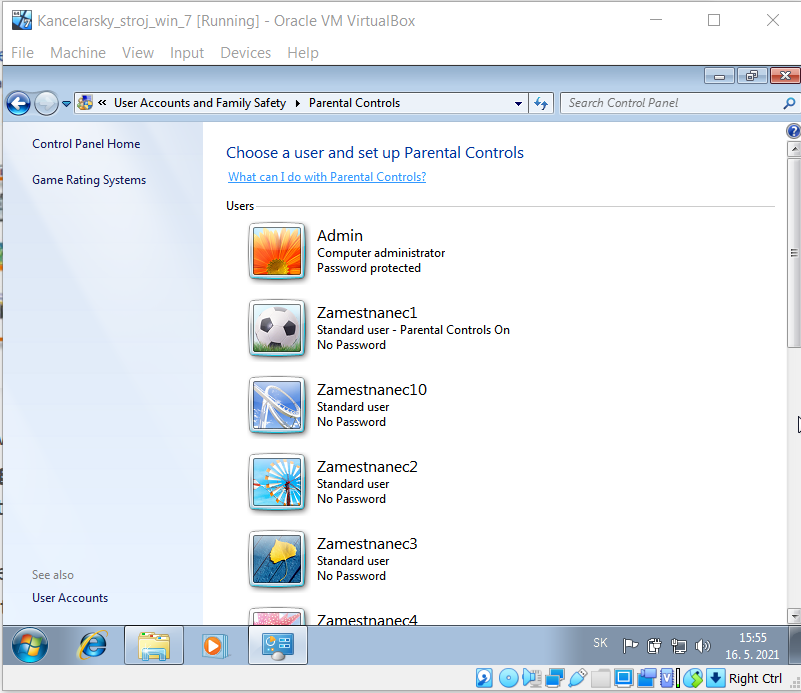 Kancelarsky_stroj_win_7 [Running] - Oracle VM VirtualBox
File Machine View Input Devices Help
« User Accounts and Family Safety Parental Controls
Search Control Panel
Control Panel Home
Game Rating Systems
Choose a user and set up Parental Controls
What can I do with Parental Controls?
Users
Admin
Computer administrator
Password protected
Zamestnanec1
Standard user - Parental Controls On
No Password
Zamestnanec10
Standard user
No Password
Zamestnanec2
Standard user
No Password
Zamestnanec3
Standard user
No Password
Zamestnanec4
See also
User Accounts
SK
15:55
16. 5. 2021
Right Ctrl